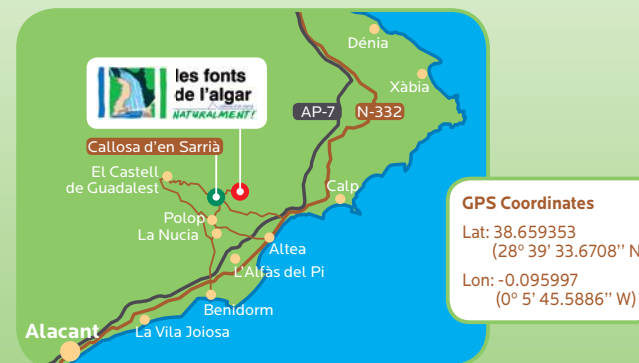 Dénia
Xàbia
les fonts
de l'algar
NATURALMENT!
AP-7
N-332
Callosa d'en Sarrià
El Castell
de Guadalest
Calp
Polop
La Nucia
Altea
L'Alfàs del Pi
Benidorm
Alacant
La Vila Joiosa
GPS Coordinates
Lat: 38.659353
(28º 39' 33.6708'' N
Lon: -0.095997
(0º 5' 45.5886'' W)